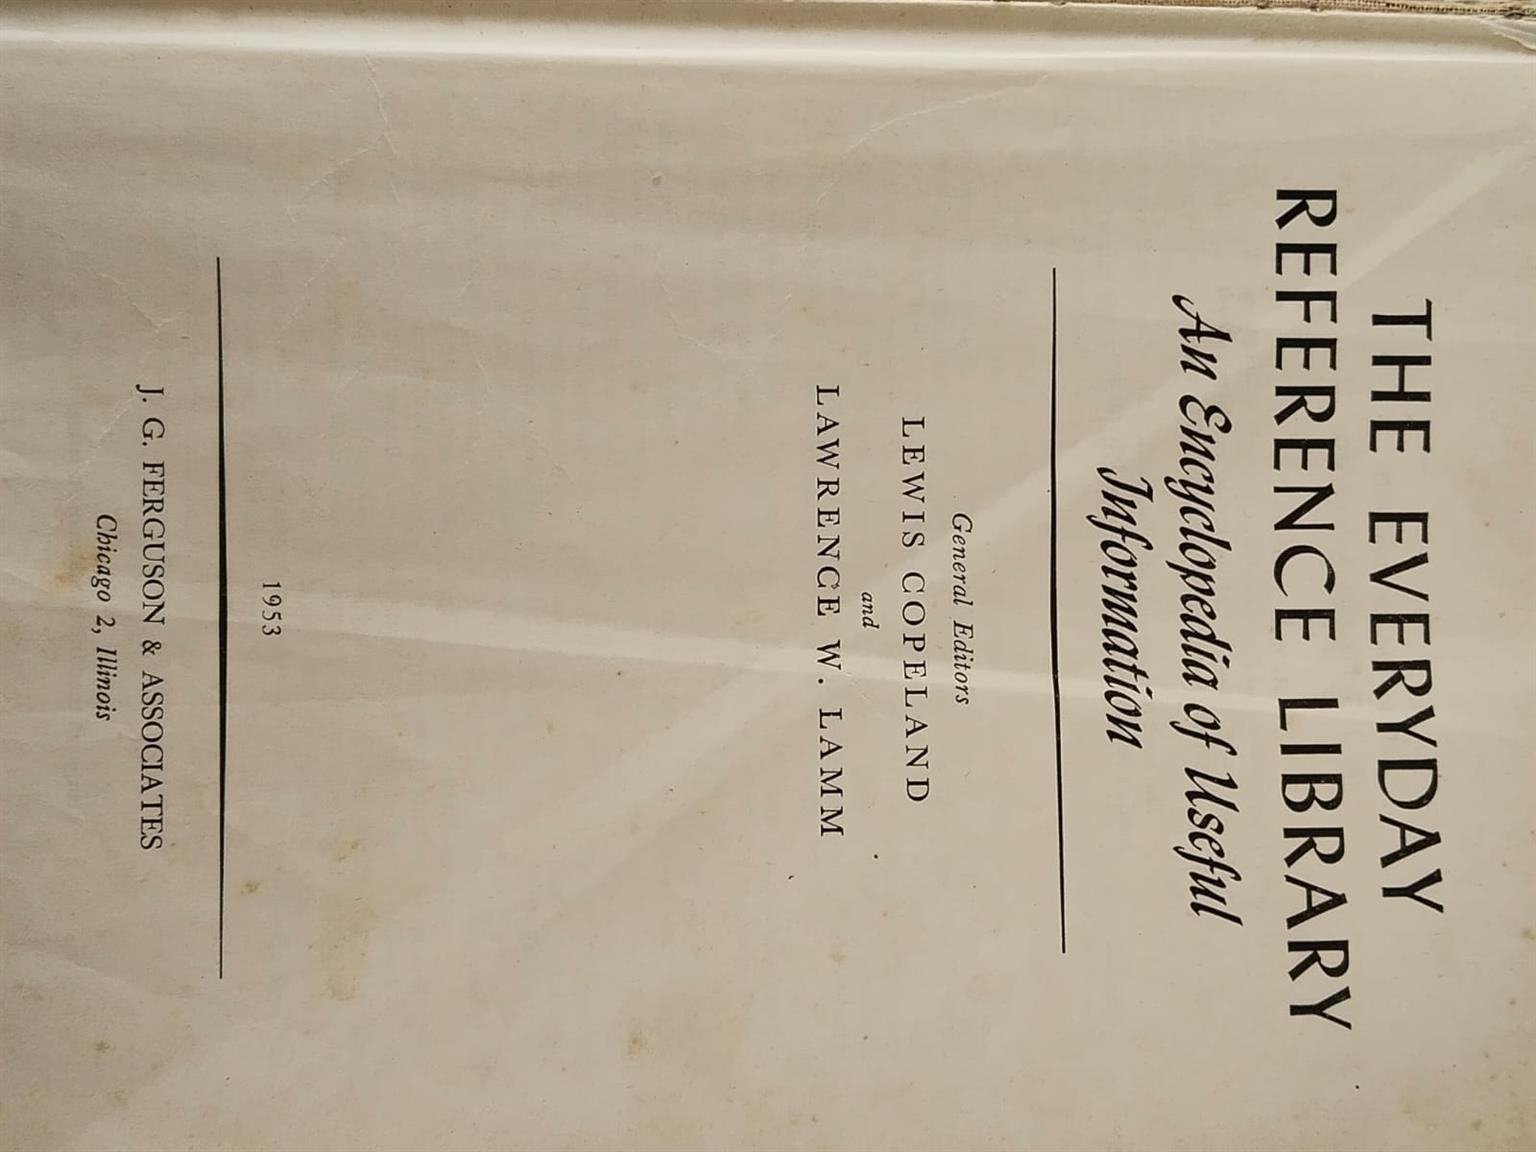 THE EVERYDAY
REFERENCE LIBRARY
An Encyclopedia of Useful
Information
General Editors
LEWIS COPELAND
and
LAWRENCE W. LAMM
1953
J. G. FERGUSON & ASSOCIATES
Chicago 2, Illinois